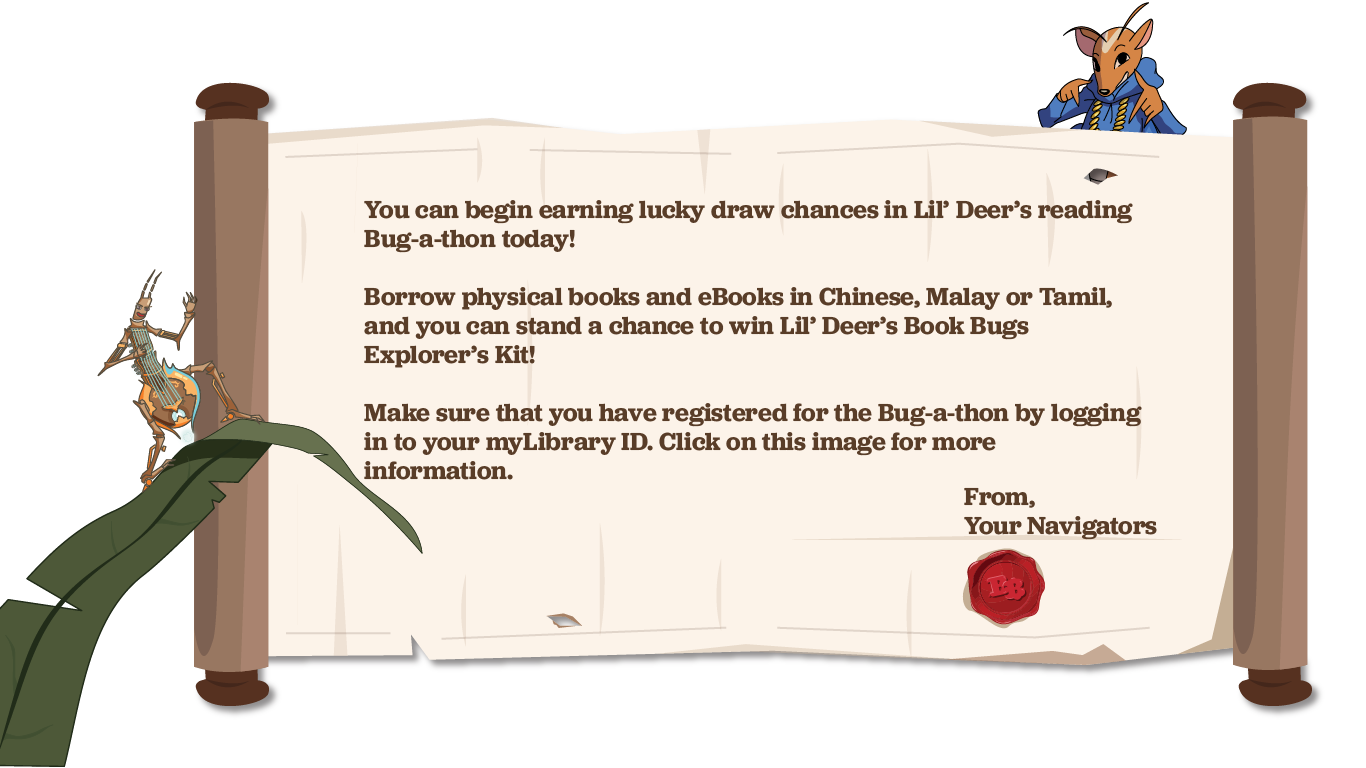 You can begin earning lucky draw chances in Lil’ Deer’s reading
Bug-a-thon today!
Borrow physical books and eBooks in Chinese, Malay or Tamil,
and you can stand a chance to win Lil’ Deer’s Book Bugs
Explorer’s Kit!
Make sure that you have registered for the Bug-a-thon by logging
in to your myLibrary ID. Click on this image for more
information.
From,
Your Navigators
BB